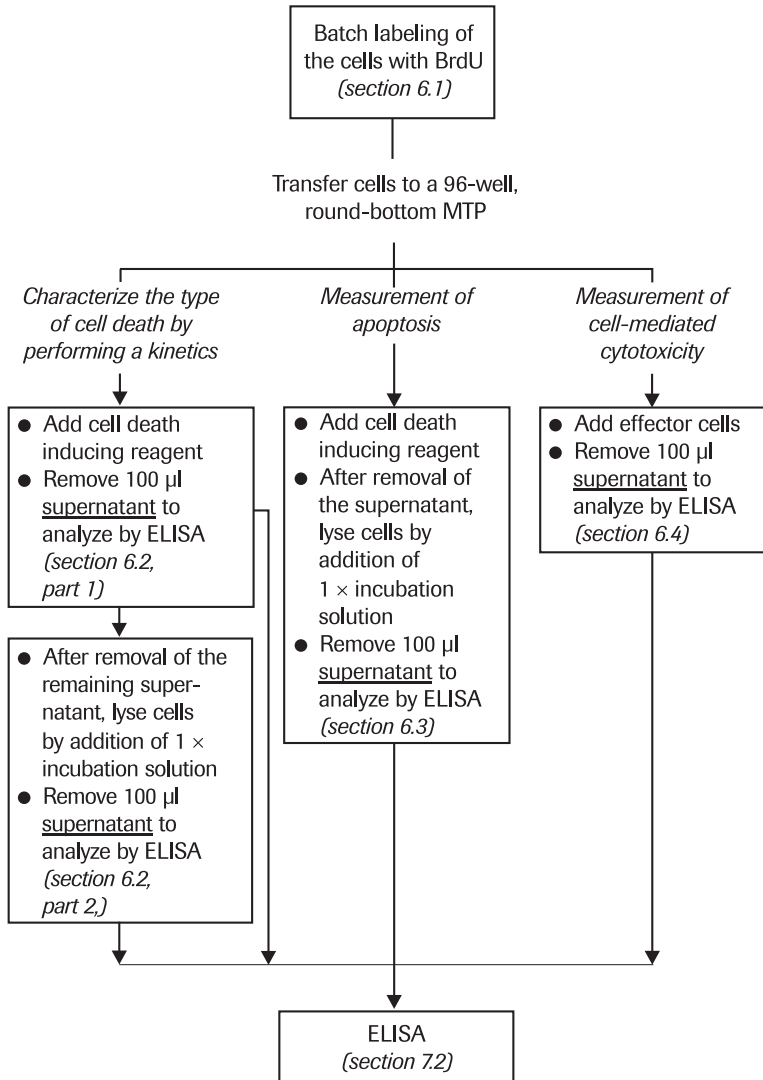 Batch labeling of
the cells with BrdU
(section 6.1)
Transfer cells to a 96-well,
round-bottom MTP
Characterize the type
of cell death by
performing a kinetics
Measurement of
apoptosis
Measurement of
cell-mediated
cytotoxicity
● Add cell death
inducing reagent
● Remove 100 µl
supernatant to
analyze by ELISA
(section 6.2,
part 1)
● After removal of the
remaining super-
natant, lyse cells
by addition of 1 ×
incubation solution
● Remove 100 µl
supernatant to
analyze by ELISA
(section 6.2,
part 2,)
● Add cell death
inducing reagent
● After removal of
the supernatant,
lyse cells by
addition of
1 × incubation
solution
● Remove 100 µl
supernatant to
analyze by ELISA
(section 6.3)
● Add effector cells
● Remove 100 µl
supernatant to
analyze by ELISA
(section 6.4)
ELISA
(section 7.2)